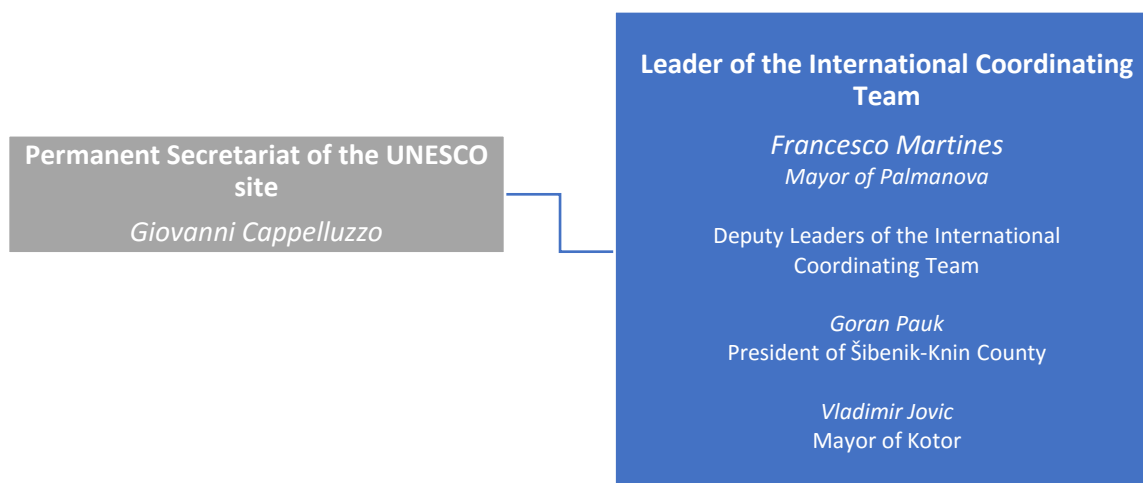 Permanent Secretariat of the UNESCO
site
Giovanni Cappelluzzo
Leader of the International Coordinating
Team
Francesco Martines
Mayor of Palmanova
Deputy Leaders of the International
Coordinating Team
Goran Pauk
President of Šibenik-Knin County
Vladimir Jovic
Mayor of Kotor